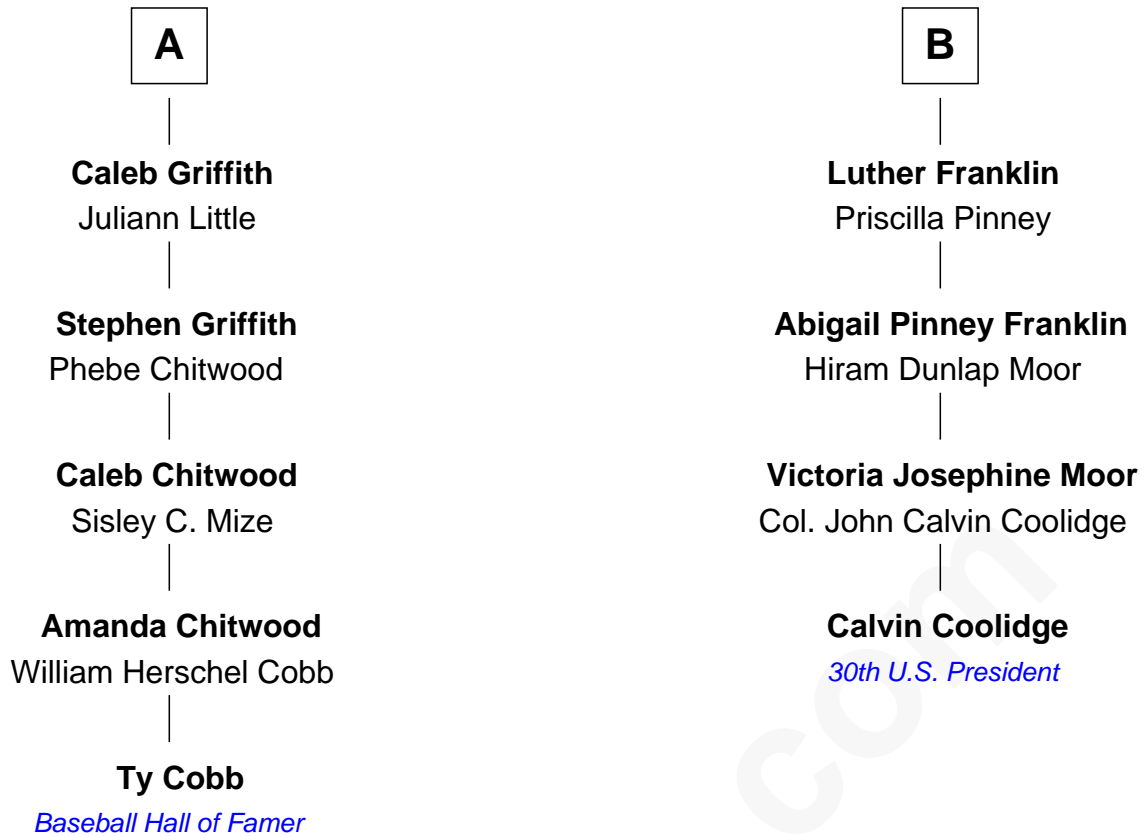 A
Caleb Griffith
Juliann Little
Stephen Griffith
Phebe Chitwood
Caleb Chitwood
Sisley C. Mize
Amanda Chitwood
William Herschel Cobb
Ty Cobb
Baseball Hall of Famer
B
Luther Franklin
Priscilla Pinney
Abigail Pinney Franklin
Hiram Dunlap Moor
Victoria Josephine Moor
Col. John Calvin Coolidge
Calvin Coolidge
30th U.S. President
com